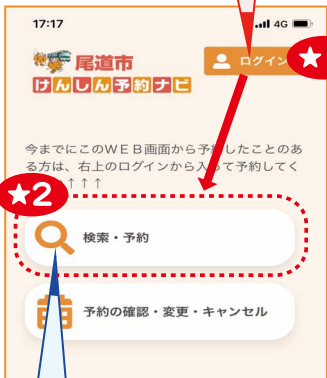 17:17
4G
尾道市
ログイン
けんしん予約ナビ
今までにこのWEB画面から予約したことのあ
る方は、右上のログインから入って予約してく
↑↑↑
★2
検索・予約
予約の確認・変更・キャンセル